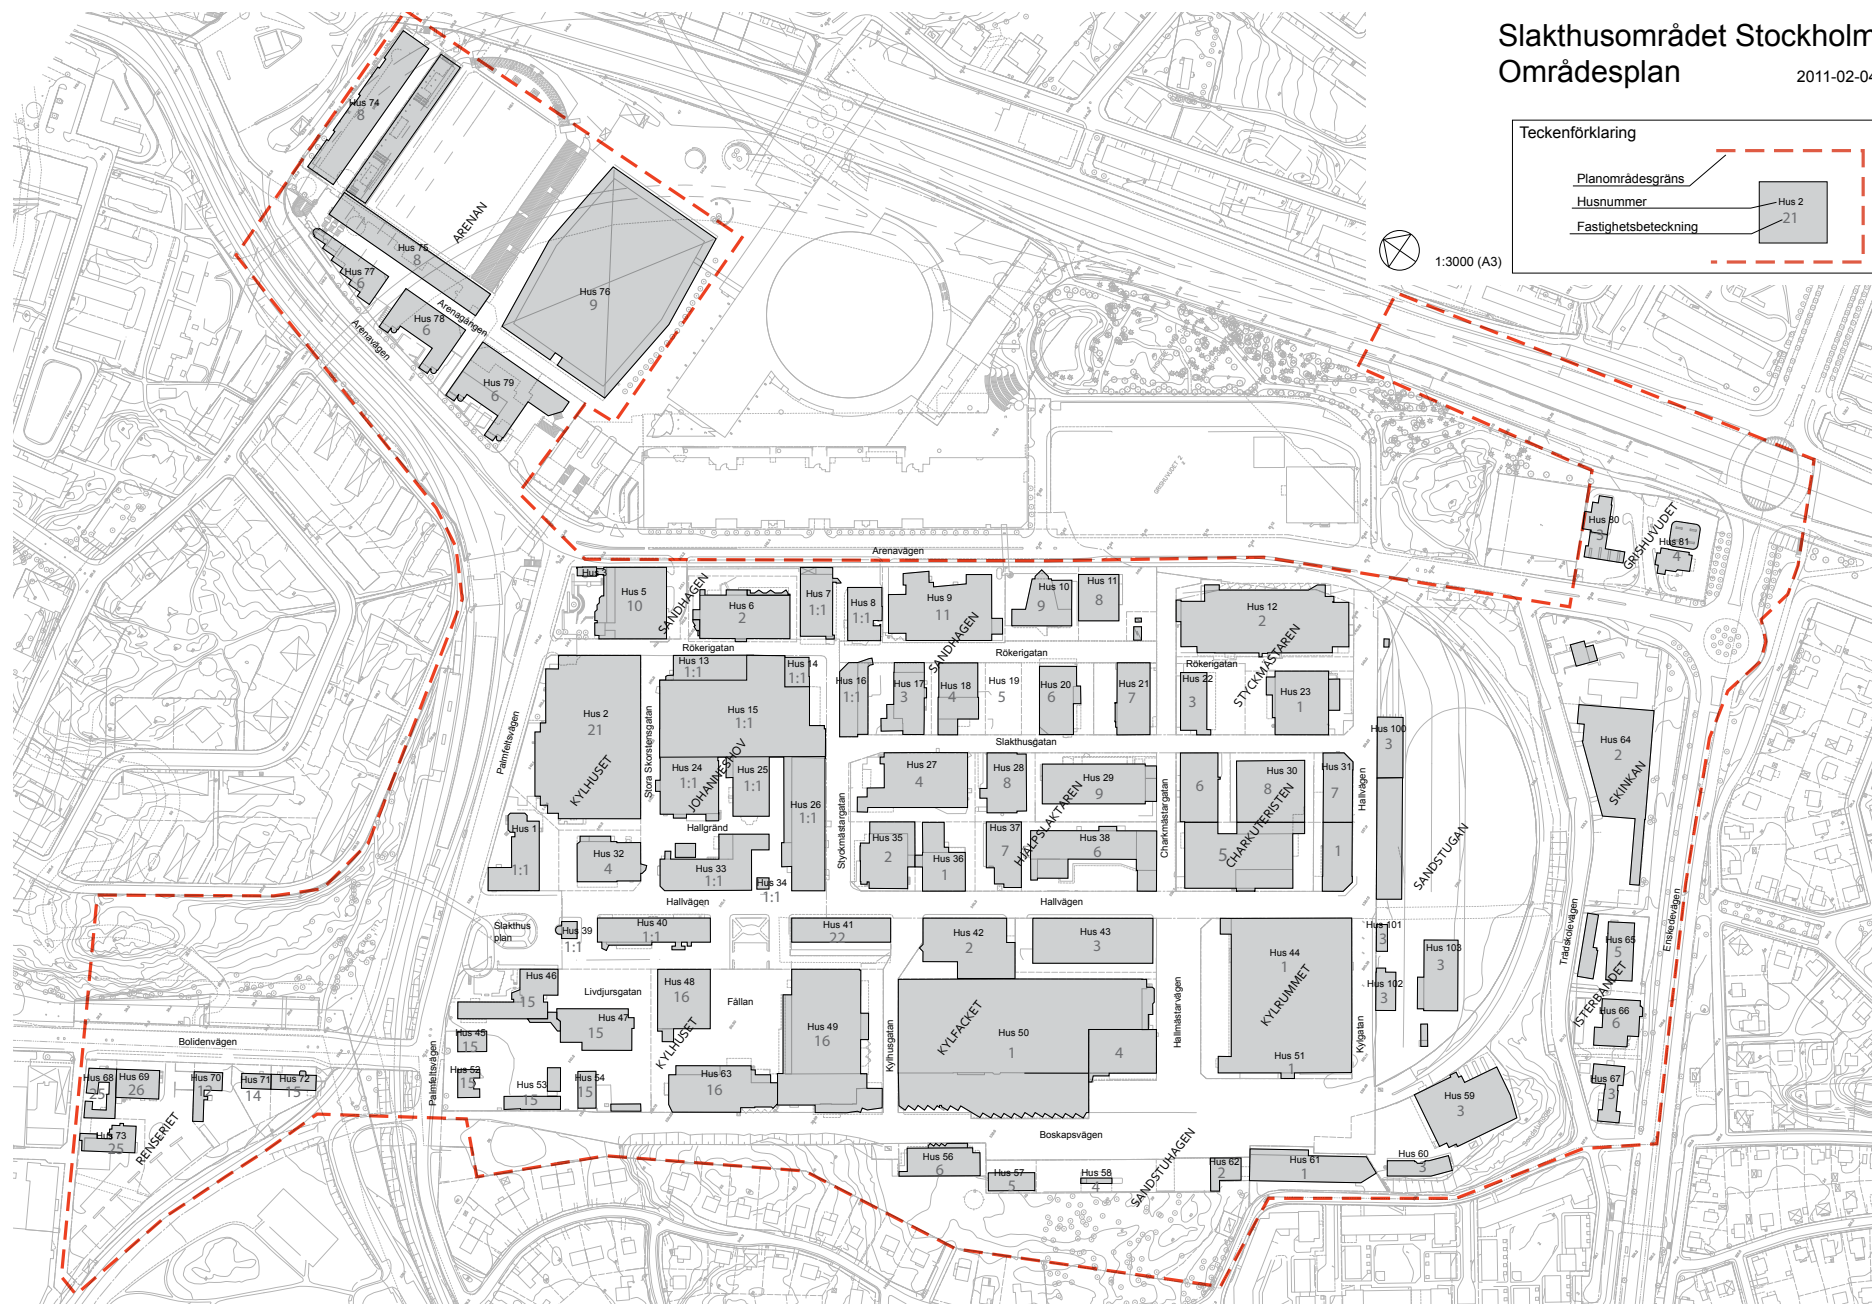 Slakthusområdet Stockholm
Områdesplan
2011-02-04
Teckenförklaring
Planområdesgräns
Husnummer
Fastighetsbeteckning
Hus 2
21
1:3000 (A3)
Hus 74
8
ARENAN
Hus 75
8
Hus 77
6
Hus 76
9
Hus 78
6
Arenagången
Arenavägen
Hus 79
6
GRISHUVUDET 2
Hus 80
3
GRISHUVUDET
Hus 81
4
Arenavägen
Hus 3
Hus 5
10
SANDHAGEN
Hus 6
2
Hus 7
1:1
Hus 8
1:1
Hus 9
11
SANDHAGEN
Hus 10
9
Hus 11
8
Hus 12
2
STYCKMÄSTAREN
Rökerigatan
Rökerigatan
Rökerigatan
Hus 13
1:1
Hus 14
1:1
Hus 16
1:1
Hus 17
3
Hus 18
4
Hus 19
5
Hus 20
6
Hus 21
7
Hus 22
3
Hus 23
1
Hus 2
21
KYLHUSET
Palmfeltsvägen
Stora Skorstensgatan
Hus 15
1:1
JOHANNESHOV
Slakthusgatan
Hus 100
3
Hus 64
2
SKINKAN
Hus 24
1:1
Hus 25
1:1
Hus 26
1:1
Hus 27
4
Hus 28
8
Hus 29
9
HJÄLPSLAKTAREN
6
Hus 30
8
CHARKUTERISTEN
Hus 31
7
Hallvägen
Styckmästargatan
Charkmästargatan
Hallgränd
Hus 1
1:1
Hus 32
4
Hus 33
1:1
Hus 34
1:1
Hus 35
2
Hus 36
1
Hus 37
7
Hus 38
6
5
1
SANDSTUGAN
Hallvägen
Hallvägen
Slakthus
plan
Hus 39
1:1
Hus 40
1:1
Hus 41
22
Hus 42
2
Hus 43
3
Hus 44
1
KYLRUMMET
Hus 101
3
Hus 103
3
Hus 102
3
Trädskolevägen
Enskedevägen
Hus 65
5
ISTERBANDET
Hus 66
6
Hus 46
15
Livdjursgatan
Hus 47
15
Hus 48
16
KYLHUSET
Fållan
Hus 49
16
Kylhusgatan
KYLFACKET
Hus 50
1
4
Hallmästarvägen
Hus 51
1
Kylgatan
Hus 45
15
Bolidenvägen
Palmfeltsvägen
Hus 52
15
Hus 53
15
Hus 54
15
Hus 63
16
Hus 59
3
Hus 67
3
Hus 68
25
Hus 69
26
Hus 70
12
Hus 71
14
Hus 72
15
Hus 73
25
RENSERIET
Boskapsvägen
Hus 56
6
Hus 57
5
Hus 58
4
SANDSTUHAGEN
Hus 62
2
Hus 61
1
Hus 60
3